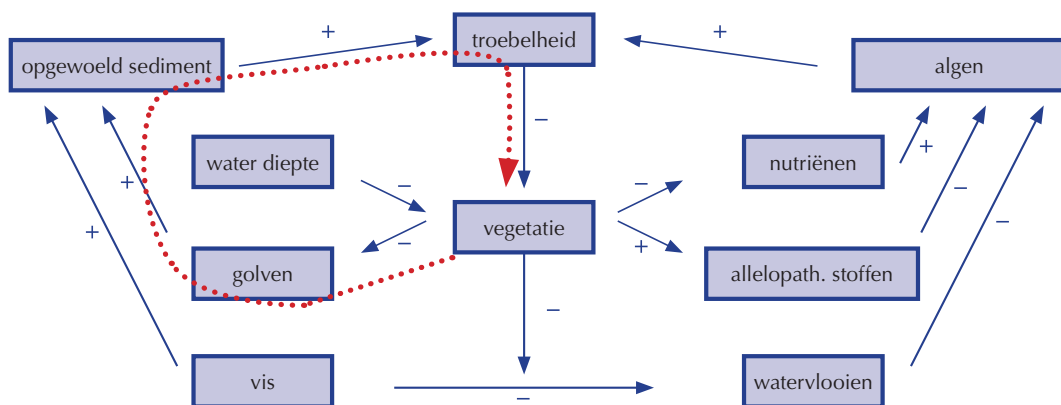 +
troebelheid
+
opgewoeld sediment
algen
–
water diepte
nutriënen
+
–
–
+
–
–
vegetatie
–
+
–
+
golven
allelopath. stoffen
–
vis
watervlooien
–